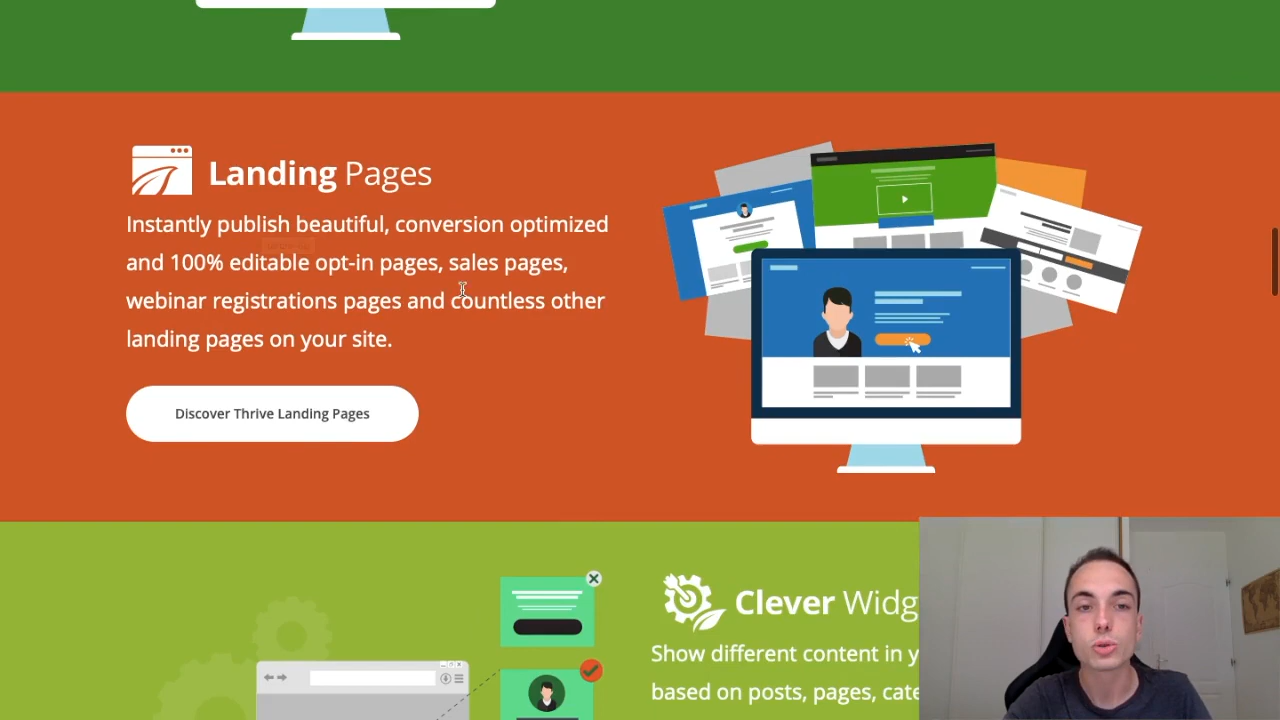 Landing Pages
Instantly publish beautiful, conversion optimized
and 100% editable opt-in pages, sales pages,
webinar registrations pages and countless other
landing pages on your site.
Discover Thrive Landing Pages
Clever
Show different content in
based on posts, pages,